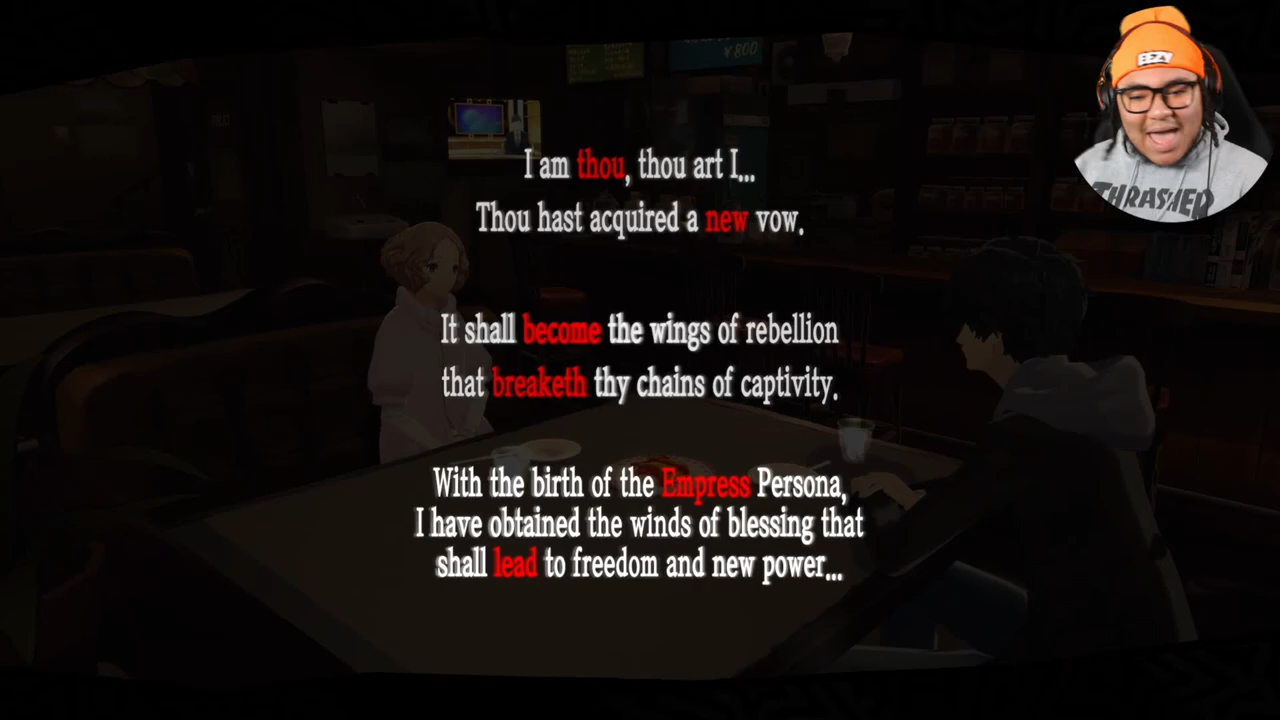 ¥800
EEZY
THRASHER
I am thou, thou art I...
Thou hast acquired a new vow.
It shall become the wings of rebellion
that breaketh thy chains of captivity.
With the birth of the Empress Persona,
I have obtained the winds of blessing that
shall lead to freedom and new power...